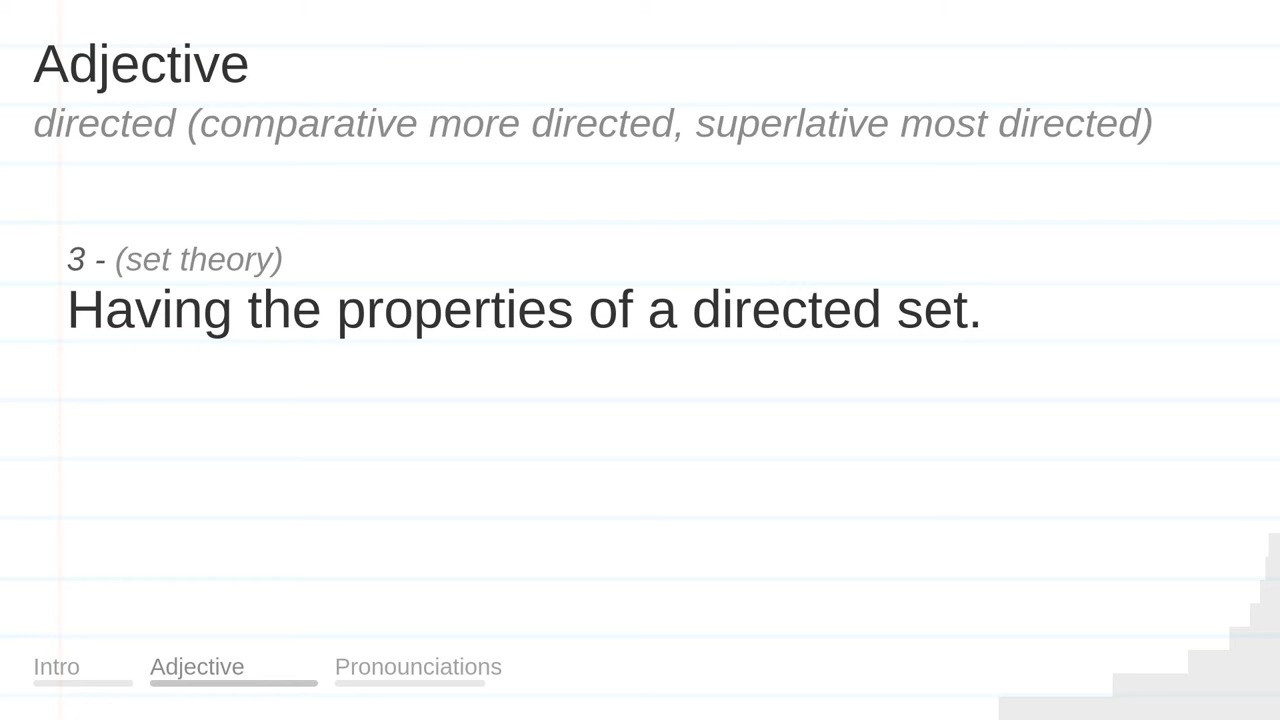 Adjective
directed (comparative more directed, superlative most directed)
3 - (set theory)
Having the properties of a directed set.
Intro Adjective Pronounciations